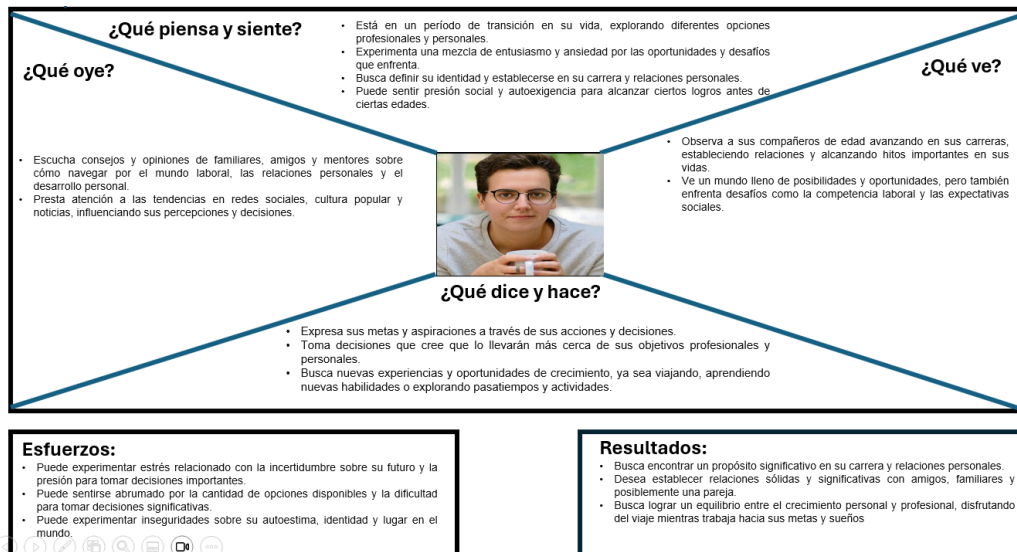 ¿Qué piensa y siente?
• Está en un período de transición en su vida, explorando diferentes opciones
profesionales y personales.
• Experimenta una mezcla de entusiasmo y ansiedad por las oportunidades y desafíos
que enfrenta.
• Busca definir su identidad y establecerse en su carrera y relaciones personales.
• Puede sentir presión social y autoexigencia para alcanzar ciertos logros antes de
ciertas edades.
¿Qué oye?
• Escucha consejos y opiniones de familiares, amigos y mentores sobre
cómo navegar por el mundo laboral, las relaciones personales y el
desarrollo personal.
• Presta atención a las tendencias en redes sociales, cultura popular y
noticias, influenciando sus percepciones y decisiones.
¿Qué ve?
• Observa a sus compañeros de edad avanzando en sus carreras,
estableciendo relaciones y alcanzando hitos importantes en sus
vidas.
• Ve un mundo lleno de posibilidades y oportunidades, pero también
enfrenta desafíos como la competencia laboral y las expectativas
sociales.
¿Qué dice y hace?
• Expresa sus metas y aspiraciones a través de sus acciones y decisiones.
• Toma decisiones que cree que lo llevarán más cerca de sus objetivos profesionales y
personales.
• Busca nuevas experiencias y oportunidades de crecimiento, ya sea viajando, aprendiendo
nuevas habilidades o explorando pasatiempos y actividades.
Esfuerzos:
• Puede experimentar estrés relacionado con la incertidumbre sobre su futuro y la
presión para tomar decisiones importantes.
• Puede sentirse abrumado por la cantidad de opciones disponibles y la dificultad
para tomar decisiones significativas.
• Puede experimentar inseguridades sobre su autoestima, identidad y lugar en el
mundo.
Resultados:
• Busca encontrar un propósito significativo en su carrera y relaciones personales.
• Desea establecer relaciones sólidas y significativas con amigos, familiares y
posiblemente una pareja.
• Busca lograr un equilibrio entre el crecimiento personal y profesional, disfrutando
del viaje mientras trabaja hacia sus metas y sueños